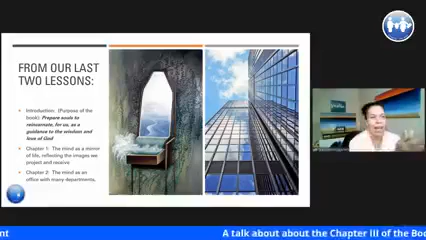 FROM OUR LAST
TWO LESSONS:
Introduction: (Purpose of the
book) Prepare souls to
reincarnate, for us, as a
guidance to the wisdom and
love of God
Chapter 1: The mind as a mirror
of life, reflecting the images we
project and receive
Chapter 2: The mind as an
office with many departments.
nt
A talk about about the Chapter III of the Boo